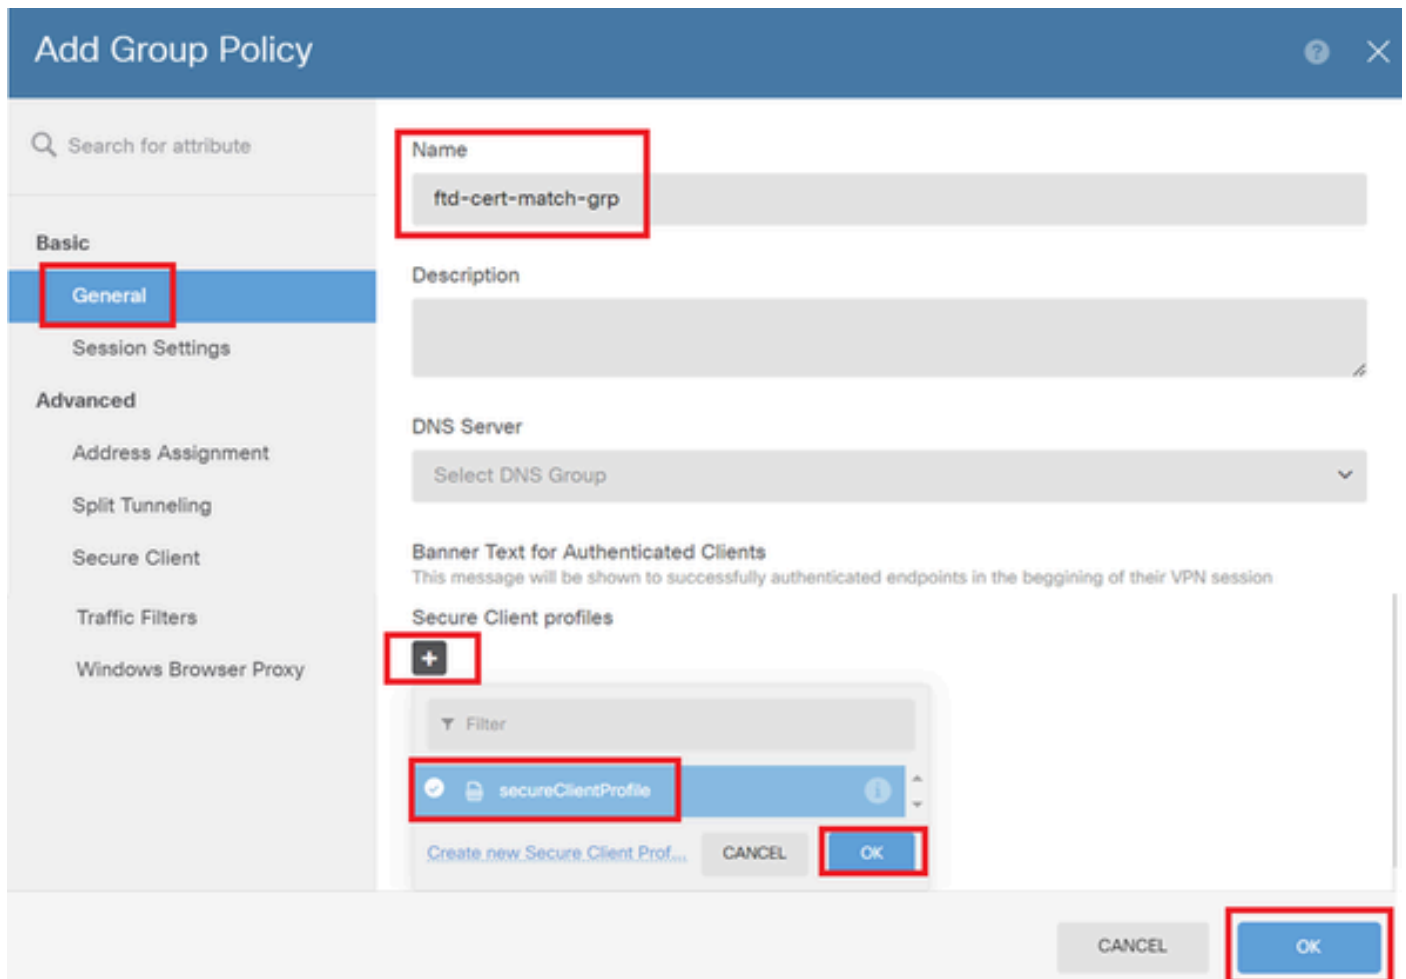 Add Group Policy
Search for attribute
Basic
General
Session Settings
Advanced
Address Assignment
Split Tunneling
Secure Client
Traffic Filters
Windows Browser Proxy
Name
ftd-cert-match-grp
Description
DNS Server
Select DNS Group
Banner Text for Authenticated Clients
This message will be shown to successfully authenticated endpoints in the beggining of their VPN session
Secure Client profiles
Filter
secureClientProfile
Create new Secure Client Prof...
CANCEL
OK
CANCEL
OK